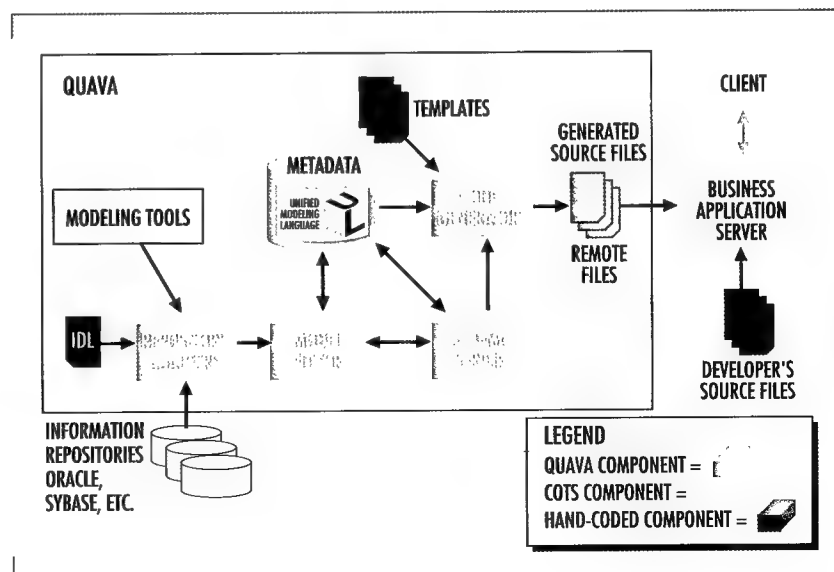 QUAVA
TEMPLATES
METADATA
UNIFIED
MODELING
LANGUAGE
MODELING TOOLS
IDL
GENERATED
SOURCE FILES
REMOTE
FILES
CLIENT
BUSINESS
APPLICATION
SERVER
DEVELOPER'S
SOURCE FILES
INFORMATION
REPOSITORIES
ORACLE,
SYBASE, ETC.
LEGEND
QUAVA COMPONENT =
COTS COMPONENT =
HAND-CODED COMPONENT =